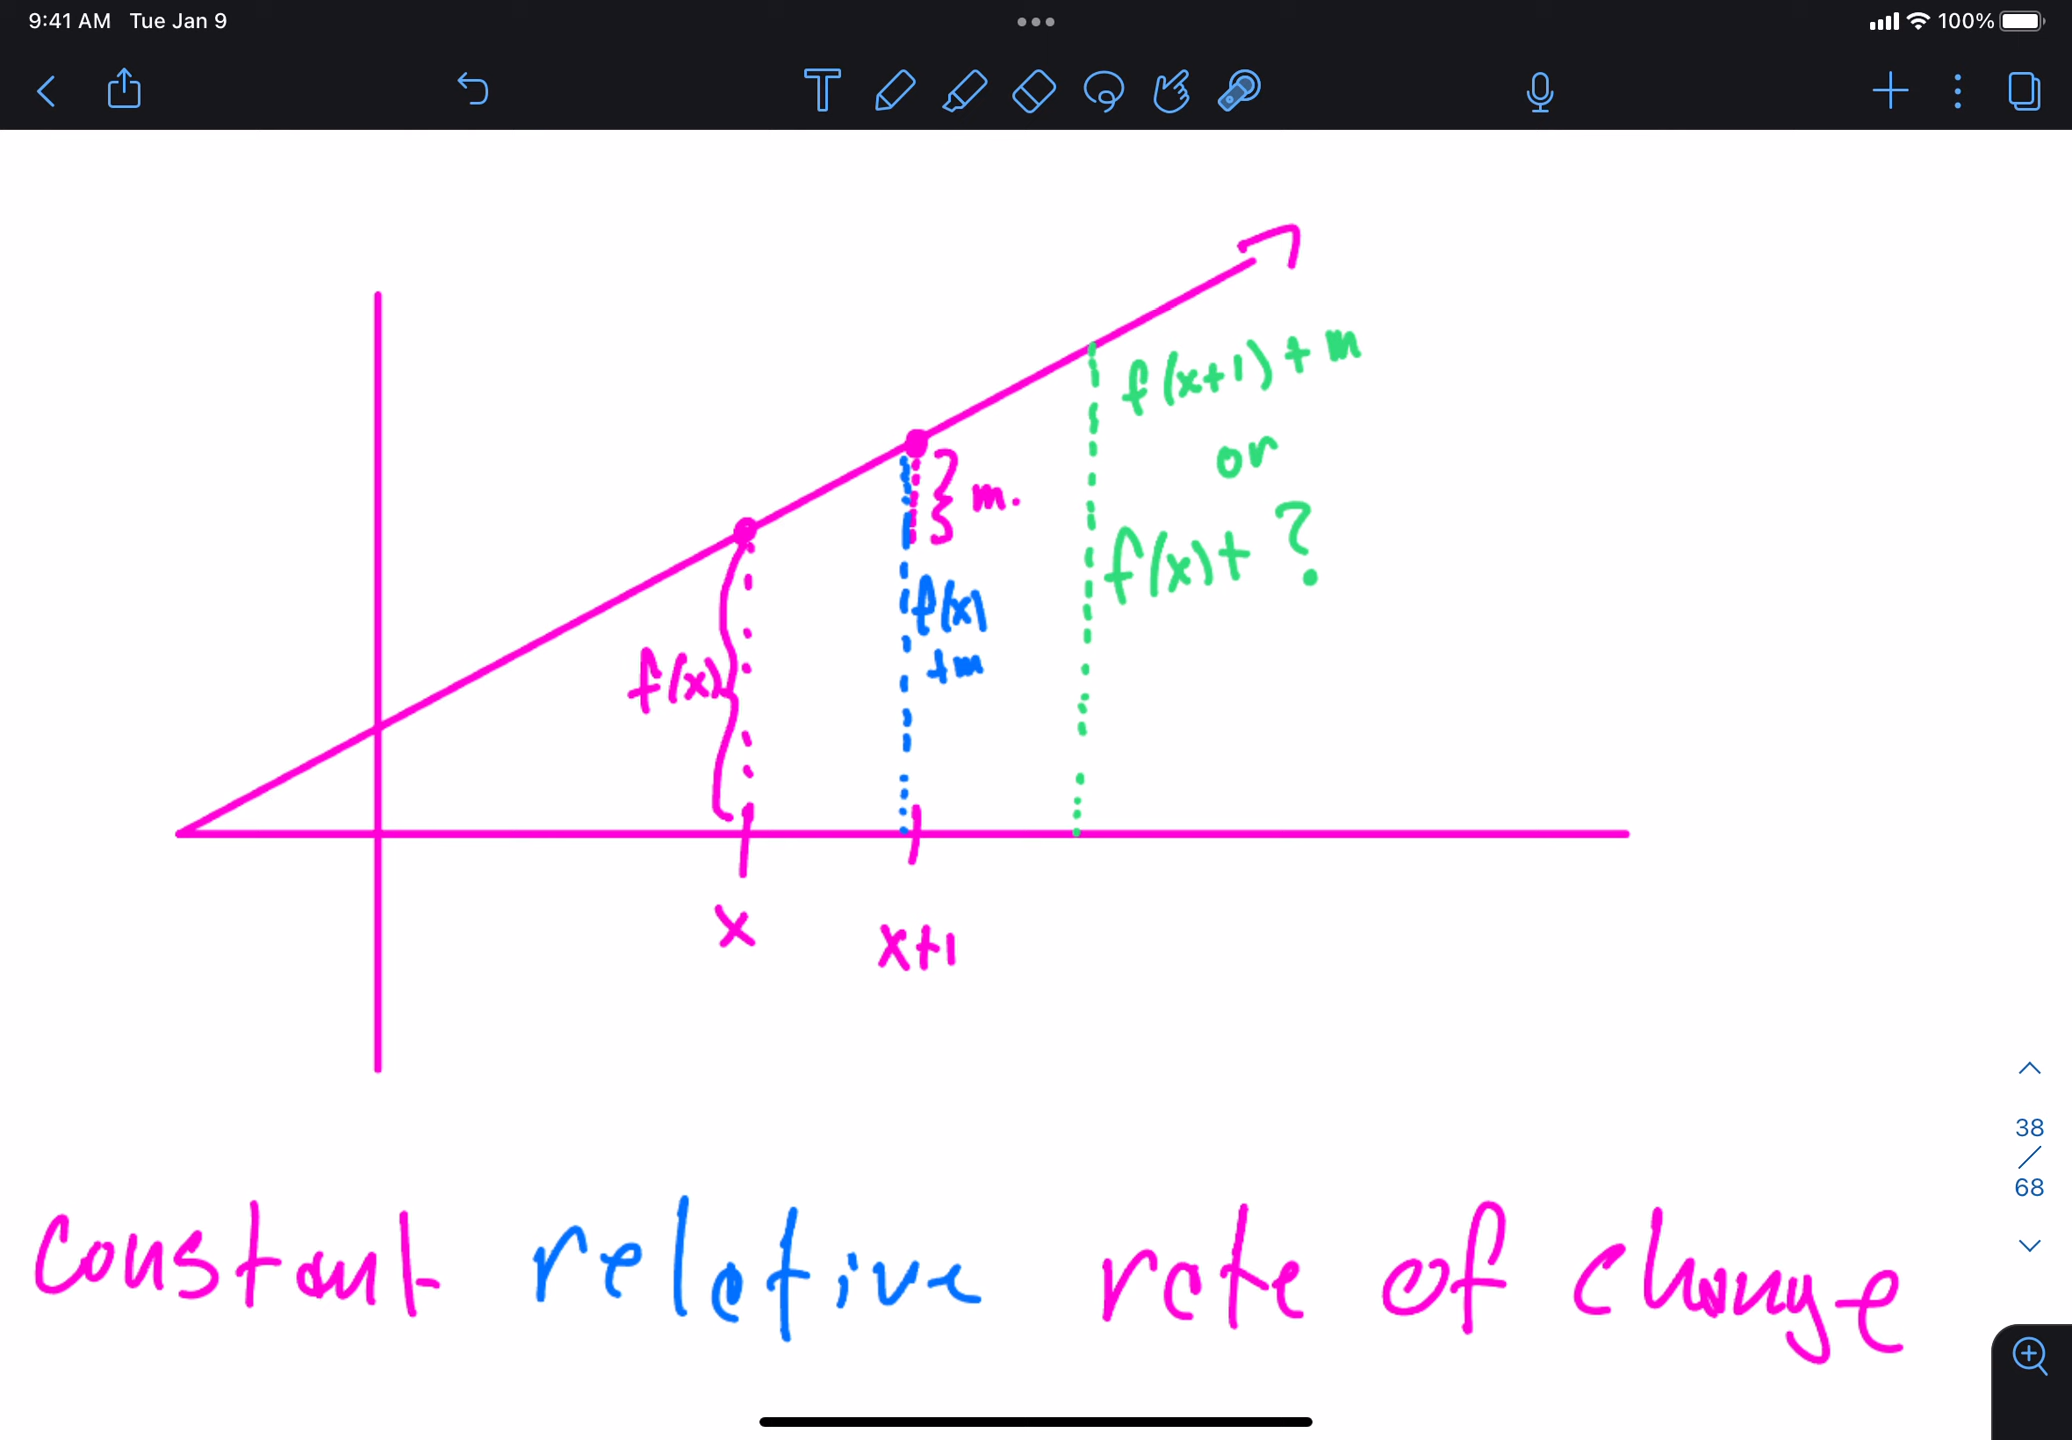 9:41 AM Tue Jan 9 100%
T
f(x+1) + m
or
m.
f(x) + ?
f(x)
+m
f(x)
x
x+1
38
/
68
constant relative rate of change